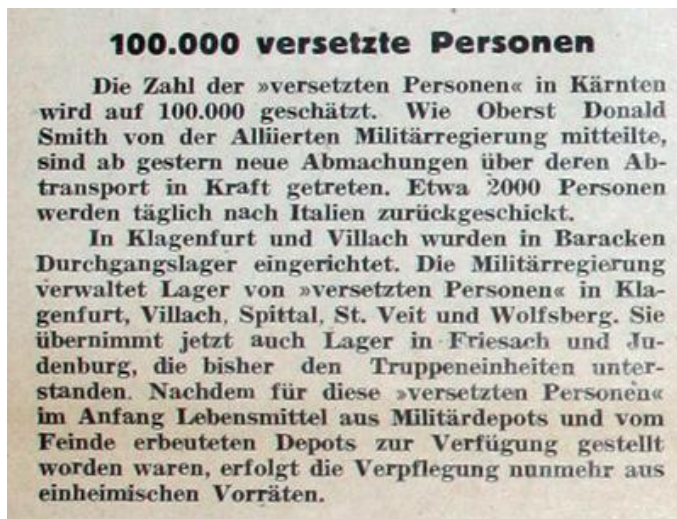 100.000 versetzte Personen
Die Zahl der »versetzten Personen« in Kärnten
wird auf 100.000 geschätzt. Wie Oberst Donald
Smith von der Alliierten Militärregierung mitteilte,
sind ab gestern neue Abmachungen über deren Ab-
transport in Kraft getreten. Etwa 2000 Personen
werden täglich nach Italien zurückgeschickt.
In Klagenfurt und Villach wurden in Baracken
Durchgangslager eingerichtet. Die Militärregierung
verwaltet Lager von »versetzten Personen« in Kla-
genfurt, Villach, Spittal, St. Veit und Wolfsberg. Sie
übernimmt jetzt auch Lager in Friesach und Ju-
denburg, die bisher den Truppeneinheiten unter-
standen. Nachdem für diese »versetzten Personen«
im Anfang Lebensmittel aus Militärdepots und vom
Feinde erbeuteten Depots zur Verfügung gestellt
worden waren, erfolgt die Verpflegung nunmehr aus
einheimischen Vorräten.